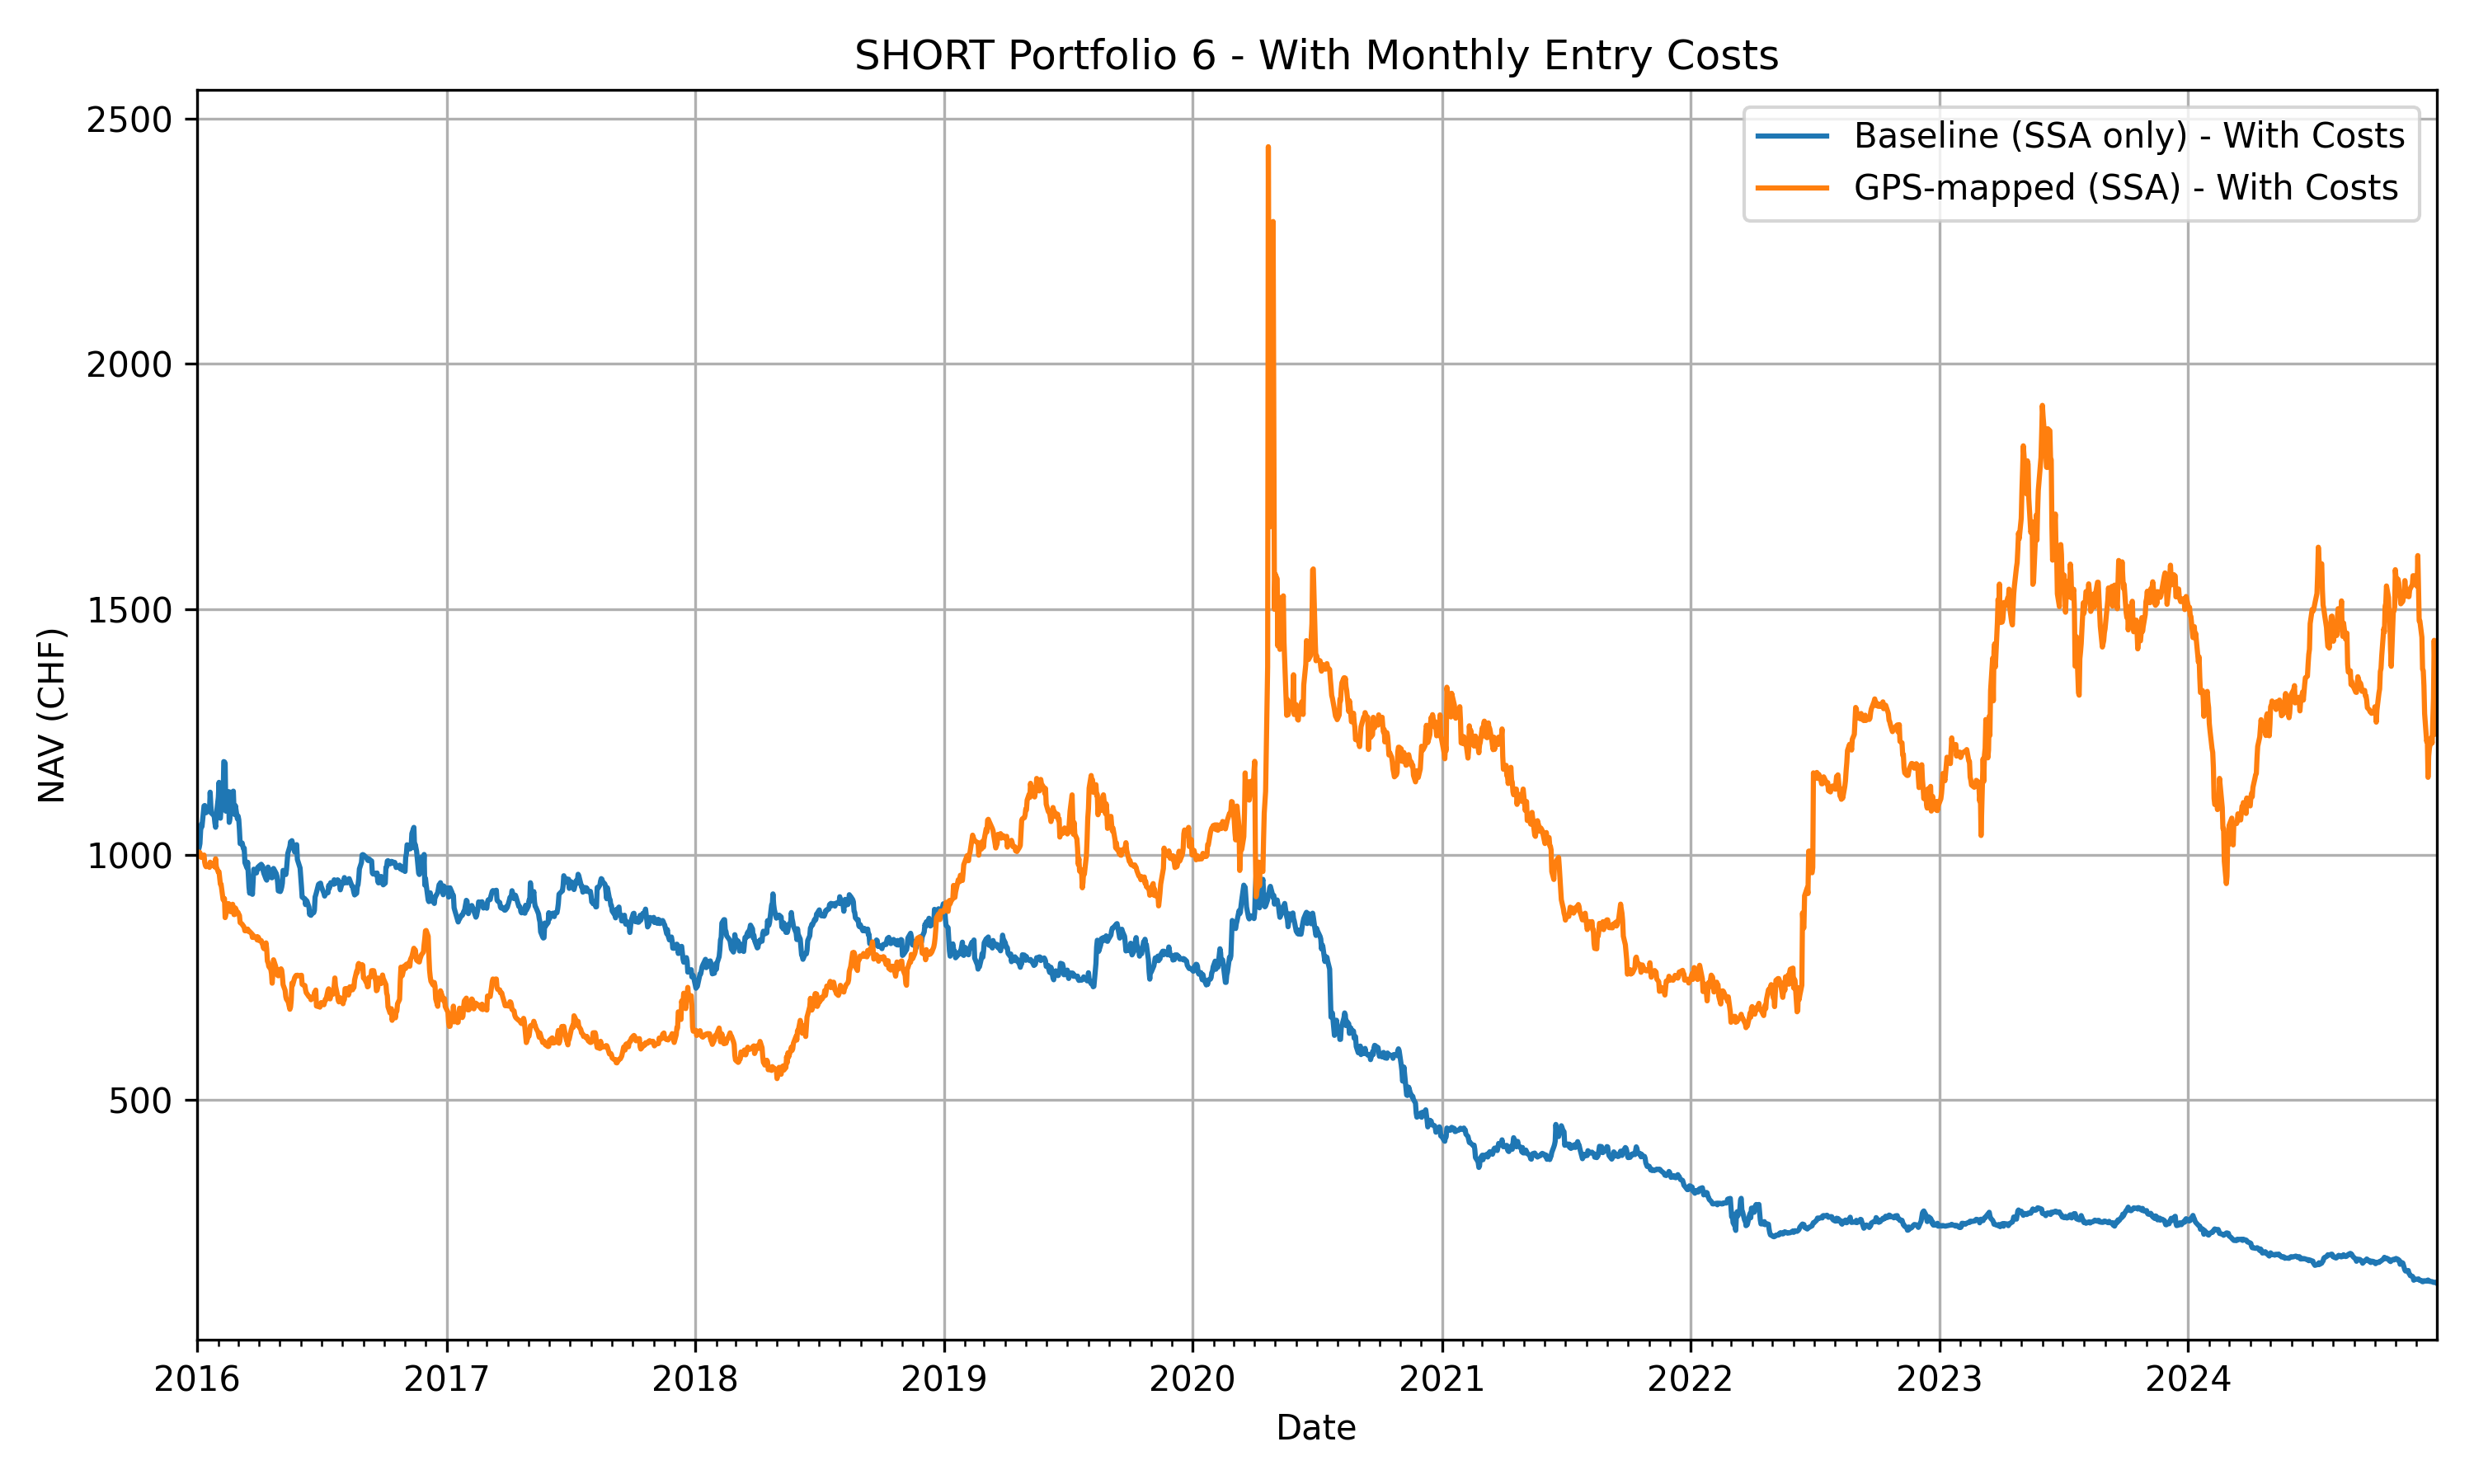 SHORT Portfolio 6 - With Monthly Entry Costs
Baseline (SSA only) - With Costs
GPS-mapped (SSA) - With Costs
NAV (CHF)
2500
2000
1500
1000
500
2016 2017 2018 2019 2020 2021 2022 2023 2024
Date